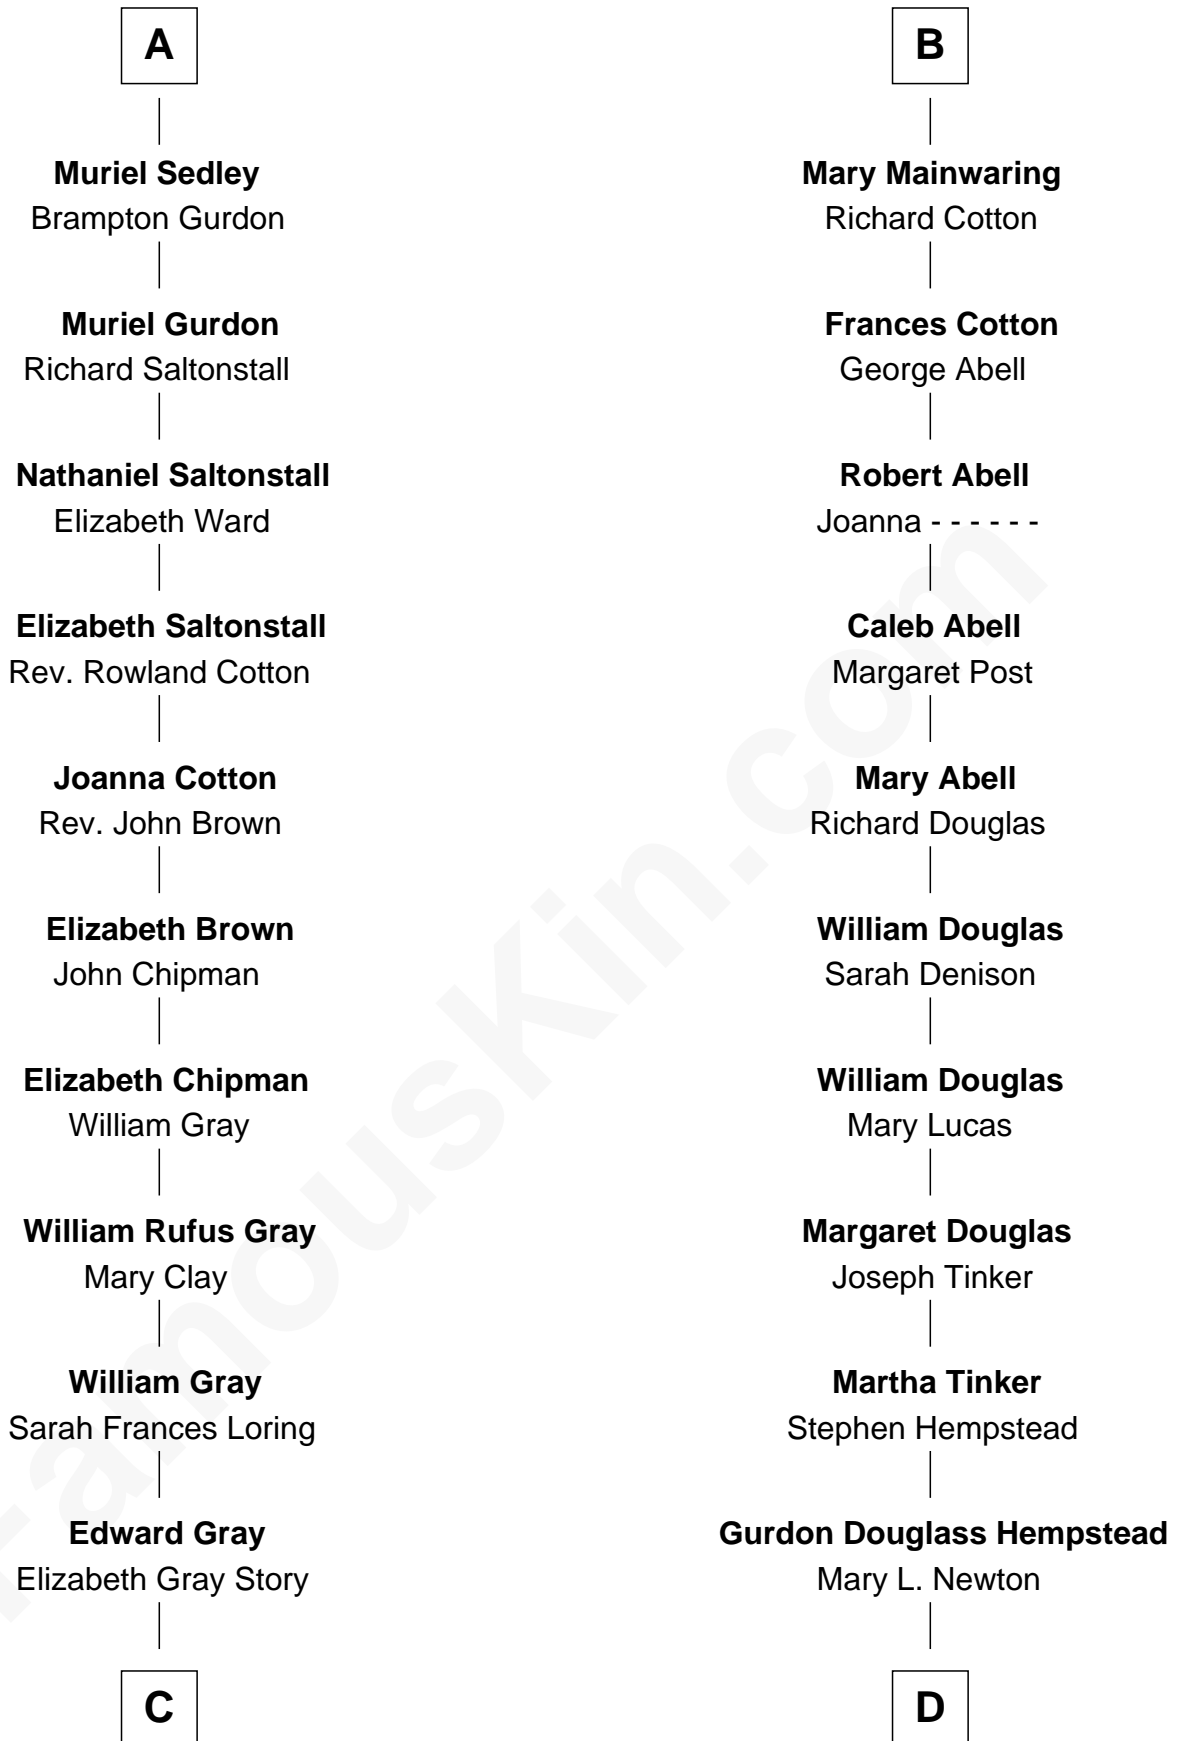 A
Muriel Sedley
Brampton Gurdon
Muriel Gurdon
Richard Saltonstall
Nathaniel Saltonstall
Elizabeth Ward
Elizabeth Saltonstall
Rev. Rowland Cotton
Joanna Cotton
Rev. John Brown
Elizabeth Brown
John Chipman
Elizabeth Chipman
William Gray
William Rufus Gray
Mary Clay
William Gray
Sarah Frances Loring
Edward Gray
Elizabeth Gray Story
C
B
Mary Mainwaring
Richard Cotton
Frances Cotton
George Abell
Robert Abell
Joanna - - - - - -
Caleb Abell
Margaret Post
Mary Abell
Richard Douglas
William Douglas
Sarah Denison
William Douglas
Mary Lucas
Margaret Douglas
Joseph Tinker
Martha Tinker
Stephen Hempstead
Gurdon Douglass Hempstead
Mary L. Newton
D
FamousKin.com